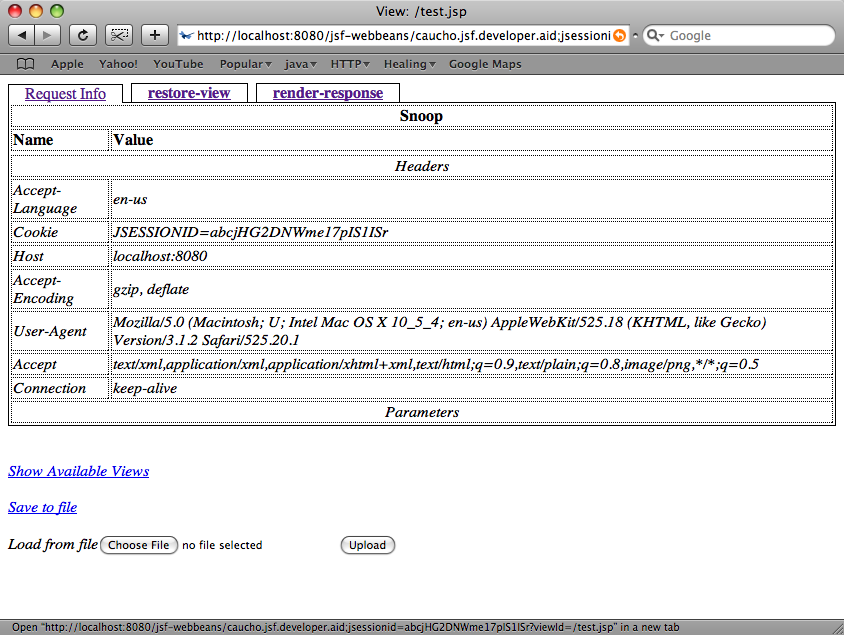 View: /test.jsp
http://localhost:8080/jsf-webbeans/caucho.jsf.developer.aid;jsessioni
Google
Apple Yahoo! YouTube Popular java HTTP Healing Google Maps
Request Info restore-view render-response
Snoop
Name Value
Headers
Accept-
Language
en-us
Cookie JSESSIONID=abcjHG2DNWme17pIS1ISr
Host localhost:8080
Accept-
Encoding
gzip, deflate
User-Agent
Mozilla/5.0 (Macintosh; U; Intel Mac OS X 10_5_4; en-us) AppleWebKit/525.18 (KHTML, like Gecko)
Version/3.1.2 Safari/525.20.1
Accept text/xml,application/xml,application/xhtml+xml,text/html;q=0.9,text/plain;q=0.8,image/png,*/*;q=0.5
Connection keep-alive
Parameters
Show Available Views
Save to file
Load from file Choose File no file selected Upload
Open "http://localhost:8080/jsf-webbeans/caucho.jsf.developer.aid;jsessionid=abcjHG2DNWme17pIS1ISr?viewId=/test.jsp" in a new tab